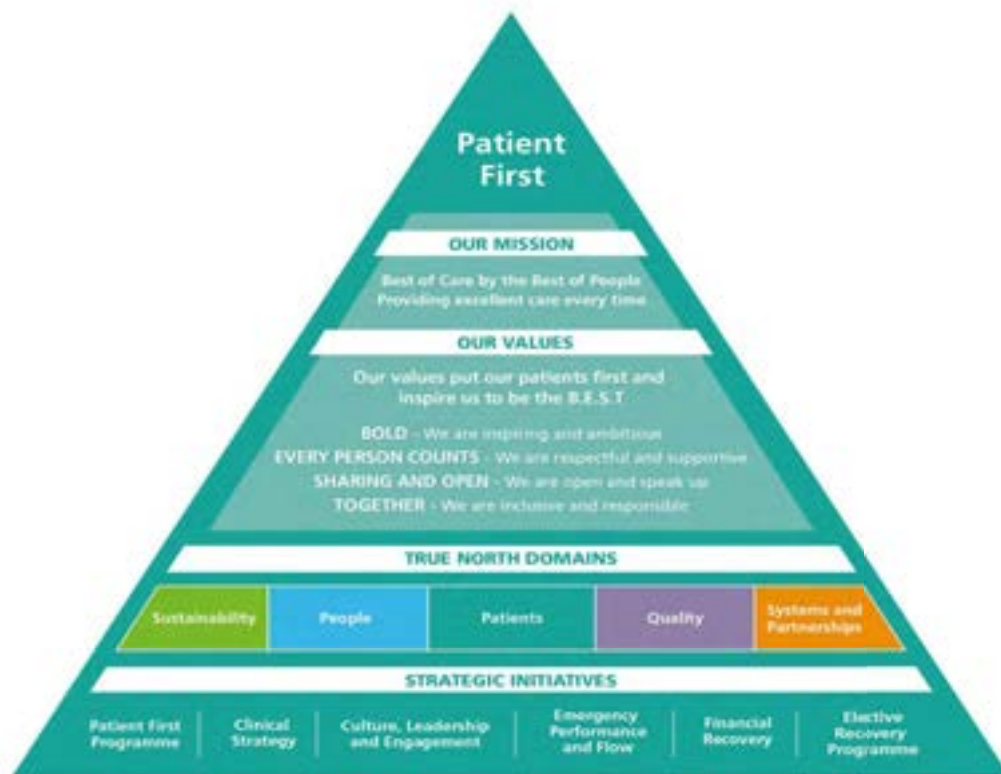 Patient
First
OUR MISSION
Best of Care by the Best of People
Providing excellent care every time
OUR VALUES
Our values put our patients first and
inspire us to be the B.E.S.T
BOLD - We are inspiring and ambitious
EVERY PERSON COUNTS - We are respectful and supportive
SHARING AND OPEN - We are open and speak up
TOGETHER - We are inclusive and responsible
TRUE NORTH DOMAINS
Sustainability
People
Patients
Quality
Systems and
Partnerships
STRATEGIC INITIATIVES
Patient First
Programme
Clinical
Strategy
Culture, Leadership
and Engagement
Emergency
Performance
and Flow
Financial
Recovery
Elective
Recovery
Programme